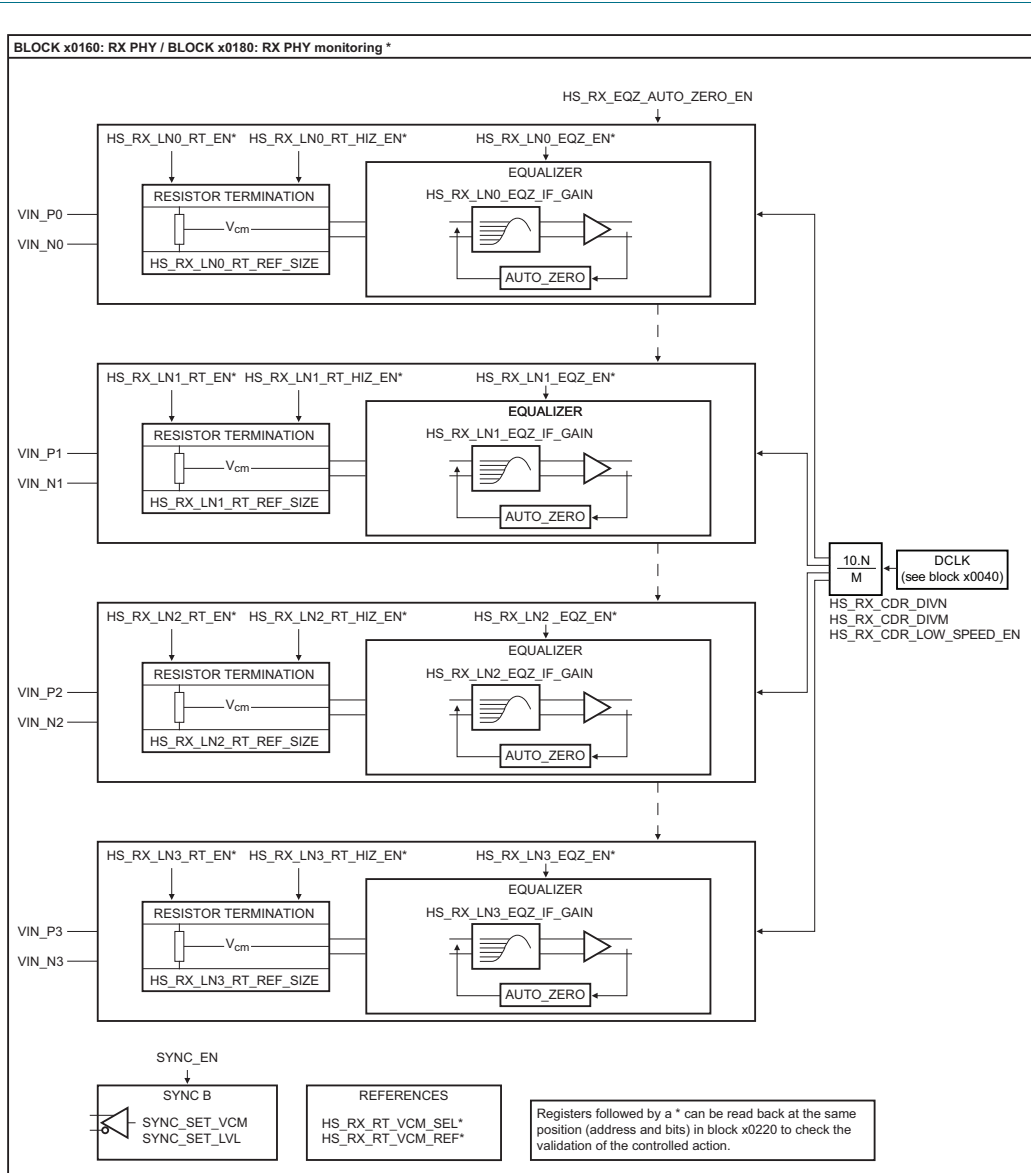 BLOCK x0160: RX PHY / BLOCK x0180: RX PHY monitoring *
HS_RX_EQZ_AUTO_ZERO_EN
HS_RX_LN0_RT_EN* HS_RX_LN0_RT_HIZ_EN* HS_RX_LN0_EQZ_EN*
EQUALIZER
RESISTOR TERMINATION
HS_RX_LN0_EQZ_IF_GAIN
VIN_P0
Vcm
VIN_N0
HS_RX_LN0_RT_REF_SIZE
AUTO_ZERO
HS_RX_LN1_RT_EN* HS_RX_LN1_RT_HIZ_EN* HS_RX_LN1_EQZ_EN*
EQUALIZER
RESISTOR TERMINATION
HS_RX_LN1_EQZ_IF_GAIN
VIN_P1
Vcm
VIN_N1
HS_RX_LN1_RT_REF_SIZE
AUTO_ZERO
10.N
M
DCLK
(see block x0040)
HS_RX_CDR_DIVN
HS_RX_CDR_DIVM
HS_RX_CDR_LOW_SPEED_EN
HS_RX_LN2_RT_EN* HS_RX_LN2_RT_HIZ_EN* HS_RX_LN2 _EQZ_EN*
EQUALIZER
RESISTOR TERMINATION
HS_RX_LN2_EQZ_IF_GAIN
VIN_P2
Vcm
VIN_N2
HS_RX_LN2_RT_REF_SIZE
AUTO_ZERO
HS_RX_LN3_RT_EN* HS_RX_LN3_RT_HIZ_EN* HS_RX_LN3_EQZ_EN*
EQUALIZER
RESISTOR TERMINATION
HS_RX_LN3_EQZ_IF_GAIN
VIN_P3
Vcm
VIN_N3
HS_RX_LN3_RT_REF_SIZE
AUTO_ZERO
SYNC_EN
SYNC B
SYNC_SET_VCM
SYNC_SET_LVL
REFERENCES
HS_RX_RT_VCM_SEL*
HS_RX_RT_VCM_REF*
Registers followed by a * can be read back at the same
position (address and bits) in block x0220 to check the
validation of the controlled action.